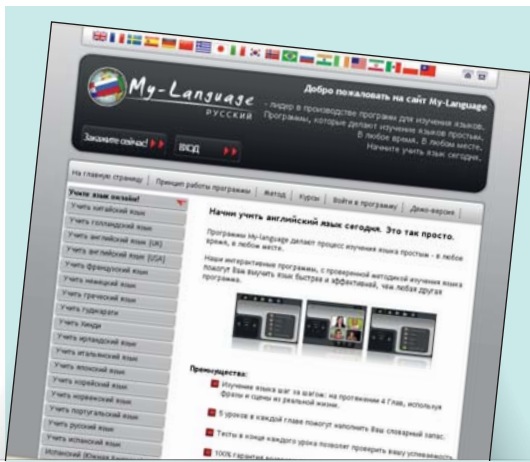 My-Language
РУССКИЙ
Добро пожаловать на сайт My-Language
- лидер в производстве программ для изучения языков.
Программы, которые делают изучение языков простым.
В любое время. В любом месте.
Начните учить язык сегодня.
Закажите сейчас!
ВХОД
На главную страницу
Принцип работы программы
Метод
Курсы
Войти в программу
Демо-версия
Учите язык онлайн!
Учить китайский язык
Учить голландский язык
Учить английский язык (UK)
Учить английский язык (USA)
Учить французский язык
Учить немецкий язык
Учить греческий язык
Учить гуджарати
Учить Хинди
Учить ирландский язык
Учить итальянский язык
Учить японский язык
Учить корейский язык
Учить норвежский язык
Учить португальский язык
Учить русский язык
Учить испанский язык
Испанский (Южная
Начни учить английский язык сегодня. Это так просто.
Программы My-language делают процесс изучения языка простым - в любое
время, в любом месте.
Наши интерактивные программы, с проверенной методикой изучения языка
помогут Вам выучить язык быстрее и эффективней, чем любая другая
программа.
Преимущества:
Изучение языка шаг за шагом: на протяжении 4 Глав, используя
фразы и сцены из реальной жизни.
5 уроков в каждой главе помогут наполнить Ваш словарный запас.
Тесты в конце каждого урока позволят проверить вашу успеваемость
100% гарантия